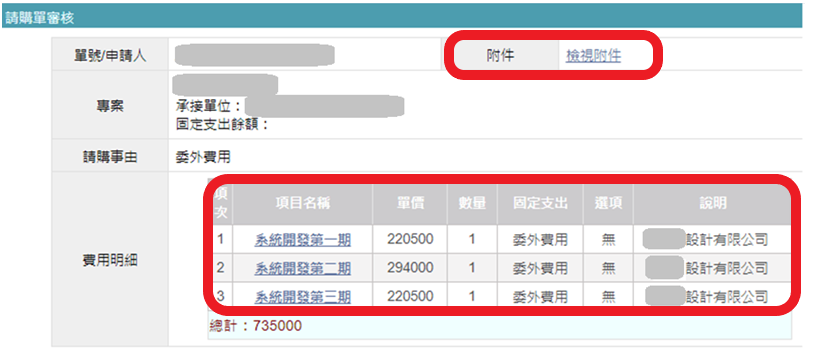 請購單審核
單號/申請人 附件 檢視附件
專案
承接單位：
固定支出餘額：
請購事由 委外費用
費用明細
項次 項目名稱 單價 數量 固定支出 選項 說明
1 系統開發第一期 220500 1 委外費用 無 設計有限公司
2 系統開發第二期 294000 1 委外費用 無 設計有限公司
3 系統開發第三期 220500 1 委外費用 無 設計有限公司
總計：735000